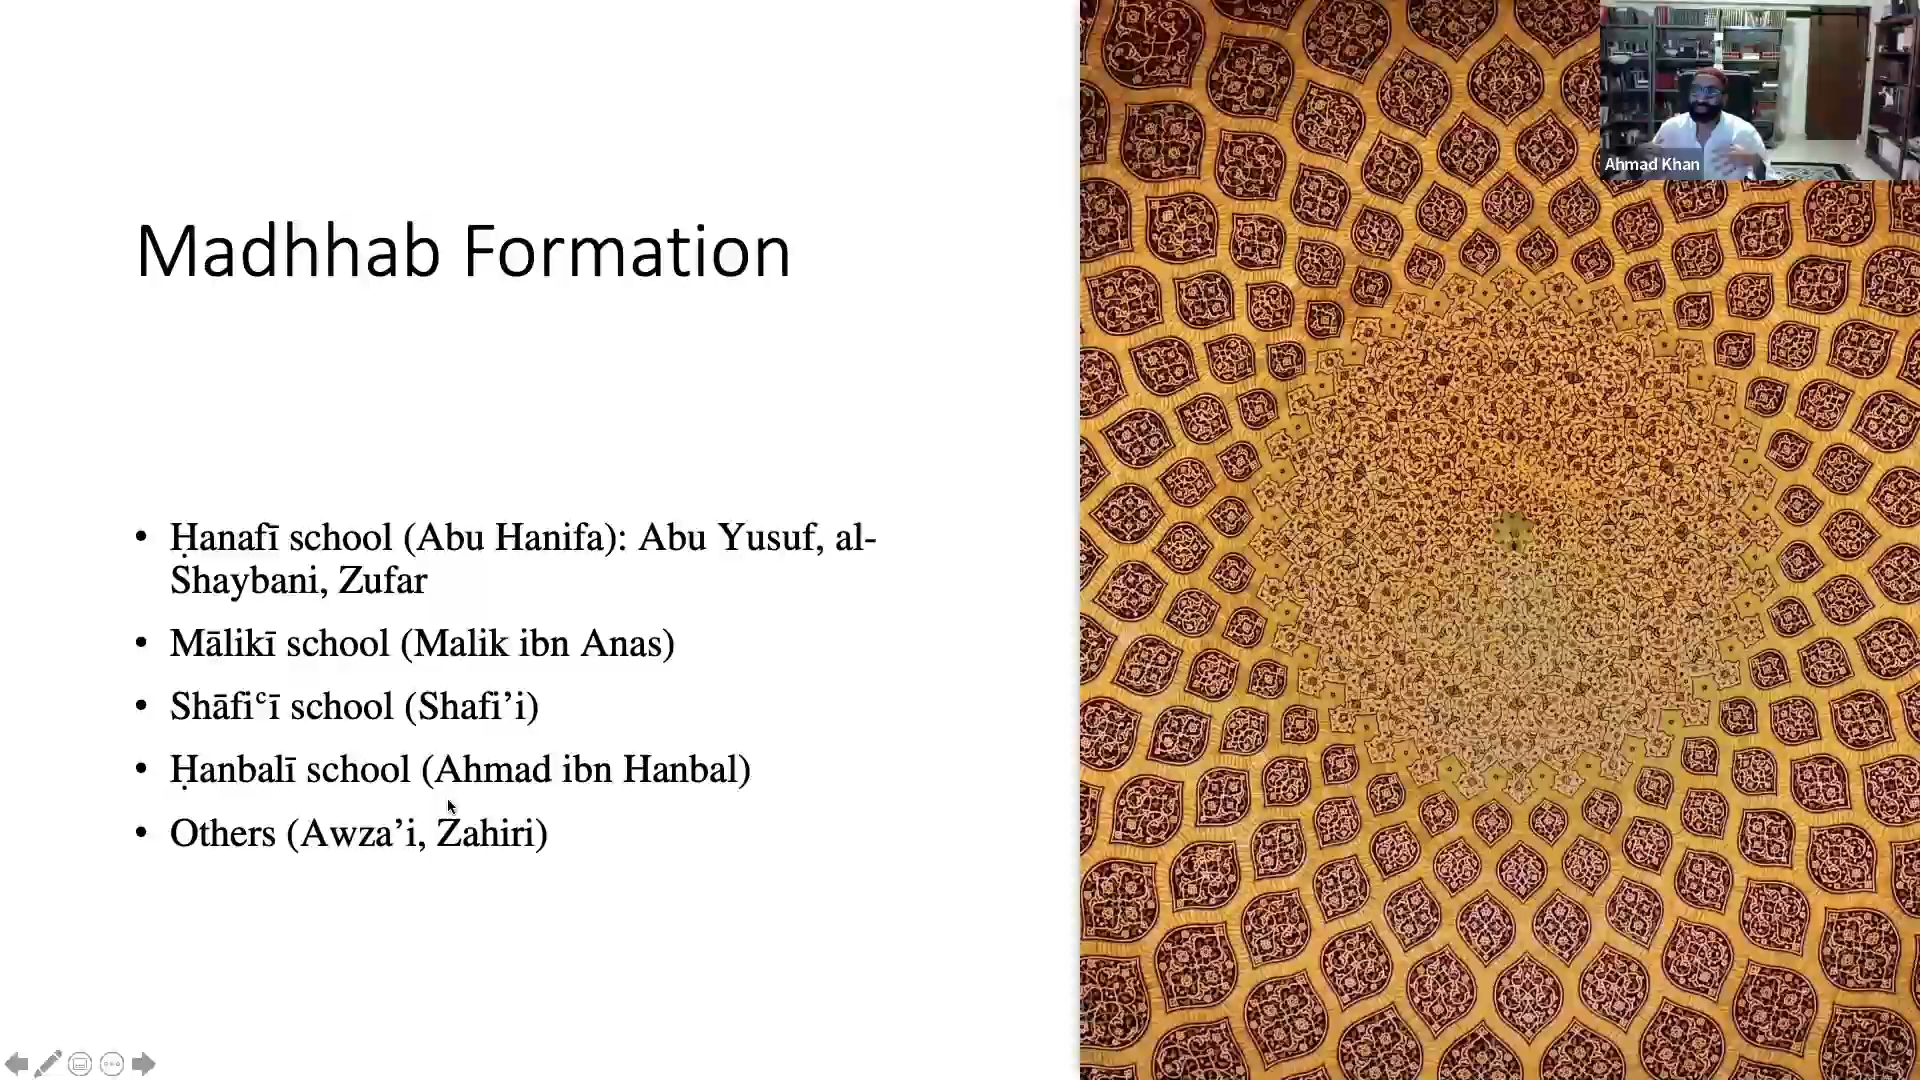 Ahmad Khan
Madhhab Formation
• Ḥanafī school (Abu Hanifa): Abu Yusuf, al-
Shaybani, Zufar
• Mālikī school (Malik ibn Anas)
• Shāfiʿī school (Shafi’i)
• Ḥanbalī school (Ahmad ibn Hanbal)
• Others (Awza’i, Zahiri)